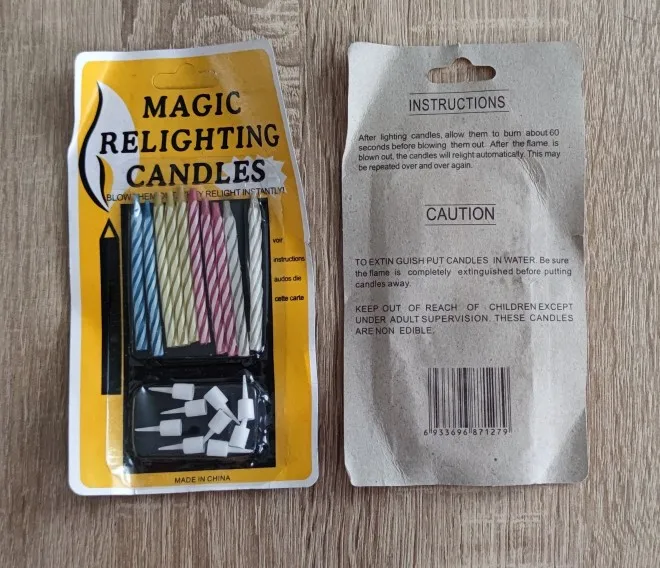 MAGIC
RELIGHTING
CANDLES
BLOW THEM RELIGHT INSTANTLY!
voir
instructions
audos die
cette carte
MADE IN CHINA
INSTRUCTIONS
After lighting candles, allow them to burn about 60
seconds before blowing them out. After the flame is
blown out, the candles will relight automatically. This may
be repeated over and over again.
CAUTION
TO EXTIN GUISH PUT CANDLES IN WATER. Be sure
the flame is completely extinguished before putting
candles away.
KEEP OUT OF REACH OF CHILDREN EXCEPT
UNDER ADULT SUPERVISION. THESE CANDLES
ARE NON EDIBLE.
6 933696 871279